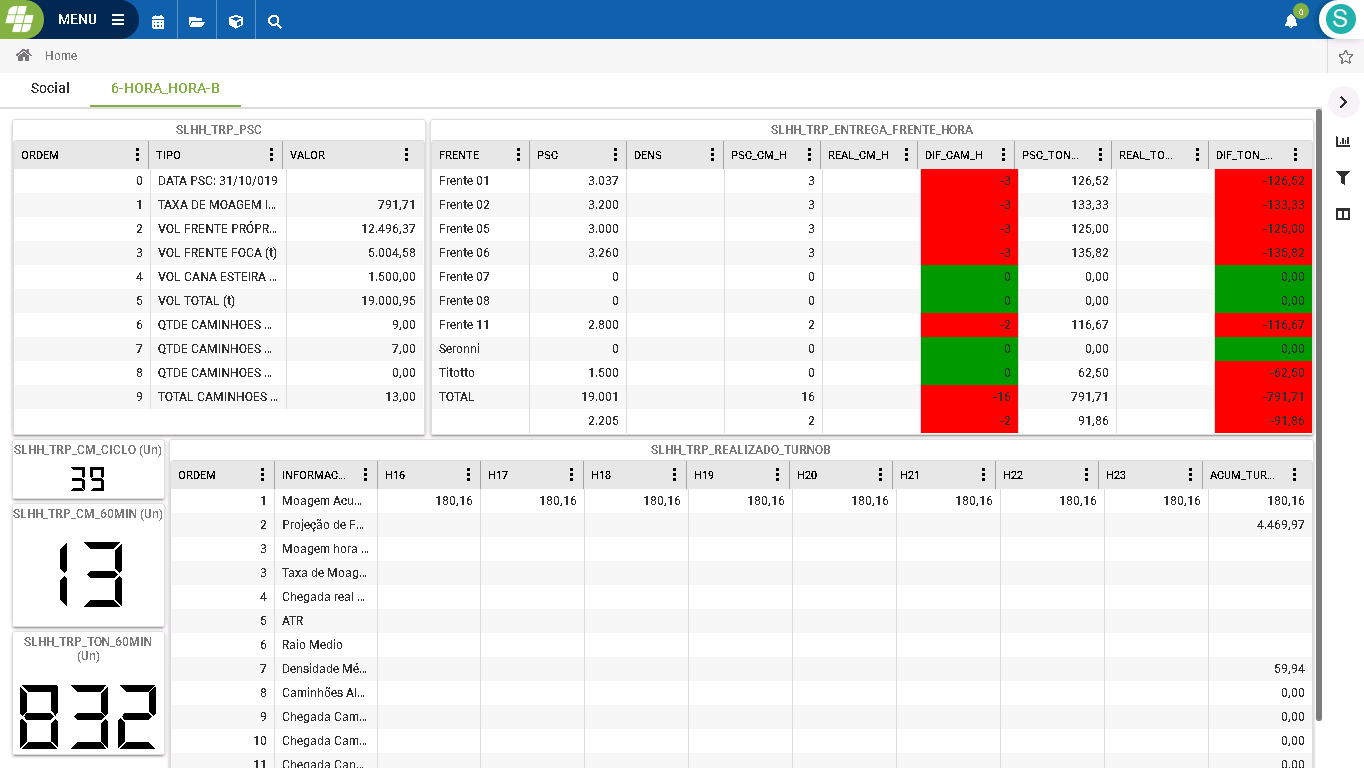 MENU
0
S
Home
Social 6-HORA_HORA-B
SLHH_TRP_PSC
ORDEM TIPO VALOR
0 DATA PSC: 31/10/019
1 TAXA DE MOAGEM I... 791,71
2 VOL FRENTE PRÓPR... 12.496,37
3 VOL FRENTE FOCA (t) 5.004,58
4 VOL CANA ESTEIRA ... 1.500,00
5 VOL TOTAL (t) 19.000,95
6 QTDE CAMINHOES ... 9,00
7 QTDE CAMINHOES ... 7,00
8 QTDE CAMINHOES ... 0,00
9 TOTAL CAMINHOES ... 13,00
SLHH_TRP_ENTREGA_FRENTE_HORA
FRENTE PSC DENS PSC_CM_H REAL_CM_H DIF_CAM_H PSC_TON... REAL_TO... DIF_TON_...
Frente 01 3.037 3 -3 126,52 -126,52
Frente 02 3.200 3 -3 133,33 -133,33
Frente 05 3.000 3 -3 125,00 -125,00
Frente 06 3.260 3 -3 135,82 -135,82
Frente 07 0 0 0 0,00 0,00
Frente 08 0 0 0 0,00 0,00
Frente 11 2.800 2 -2 116,67 -116,67
Seronni 0 0 0 0,00 0,00
Titotto 1.500 0 0 62,50 -62,50
TOTAL 19.001 16 -16 791,71 -791,71
2.205 2 -2 91,86 -91,86
SLHH_TRP_CM_CICLO (Un)
39
SLHH_TRP_CM_60MIN (Un)
13
SLHH_TRP_TON_60MIN
(Un)
832
SLHH_TRP_REALIZADO_TURNOB
ORDEM INFORMAC... H16 H17 H18 H19 H20 H21 H22 H23 ACUM_TUR...
1 Moagem Acu... 180,16 180,16 180,16 180,16 180,16 180,16 180,16 180,16 180,16
2 Projeção de F... 4.469,97
3 Moagem hora ...
3 Taxa de Moag...
4 Chegada real ...
5 ATR
6 Raio Medio
7 Densidade Mé... 59,94
8 Caminhões Al... 0,00
9 Chegada Cam... 0,00
10 Chegada Cam... 0,00
11 Chegada Can... 0,00